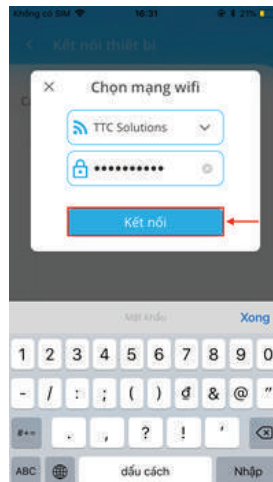 Không có SIM 16:31 21%
Kết nối thiết bị
Chọn mạng wifi
TTC Solutions
••••••••••
Kết nối
Mật khẩu Xong
1 2 3 4 5 6 7 8 9 0
- / : ; ( ) đ & @ "
#+= . , ? ! '
ABC dấu cách Nhập